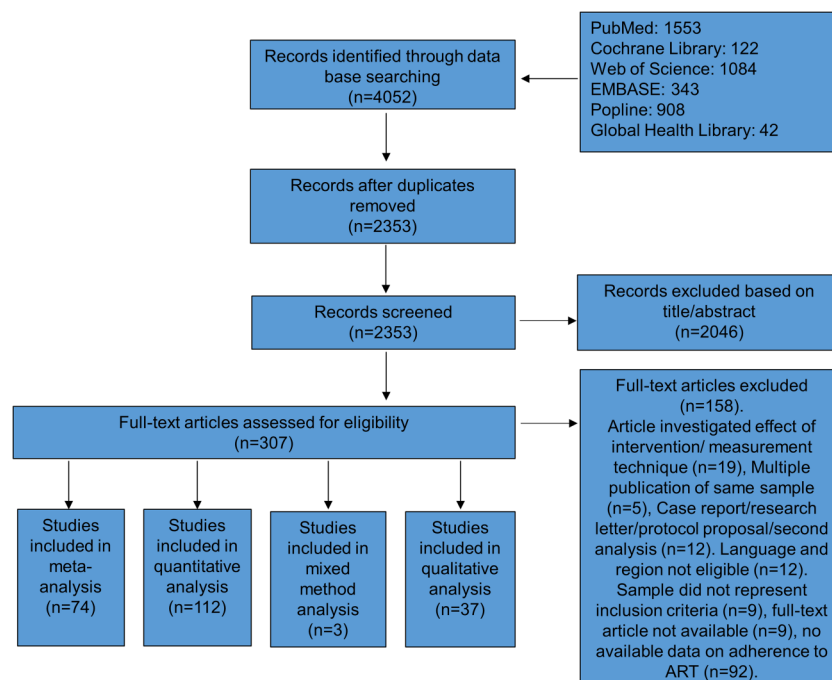 Records identified through data
base searching
(n=4052)
PubMed: 1553
Cochrane Library: 122
Web of Science: 1084
EMBASE: 343
Popline: 908
Global Health Library: 42
Records after duplicates
removed
(n=2353)
Records screened
(n=2353)
Records excluded based on
title/abstract
(n=2046)
Full-text articles assessed for eligibility
(n=307)
Full-text articles excluded
(n=158).
Article investigated effect of
intervention/ measurement
technique (n=19), Multiple
publication of same sample
(n=5), Case report/research
letter/protocol proposal/second
analysis (n=12). Language and
region not eligible (n=12).
Sample did not represent
inclusion criteria (n=9), full-text
article not available (n=9), no
available data on adherence to
ART (n=92).
Studies
included in
meta-
analysis
(n=74)
Studies
included in
quantitative
analysis
(n=112)
Studies
included in
mixed
method
analysis
(n=3)
Studies
included in
qualitative
analysis
(n=37)